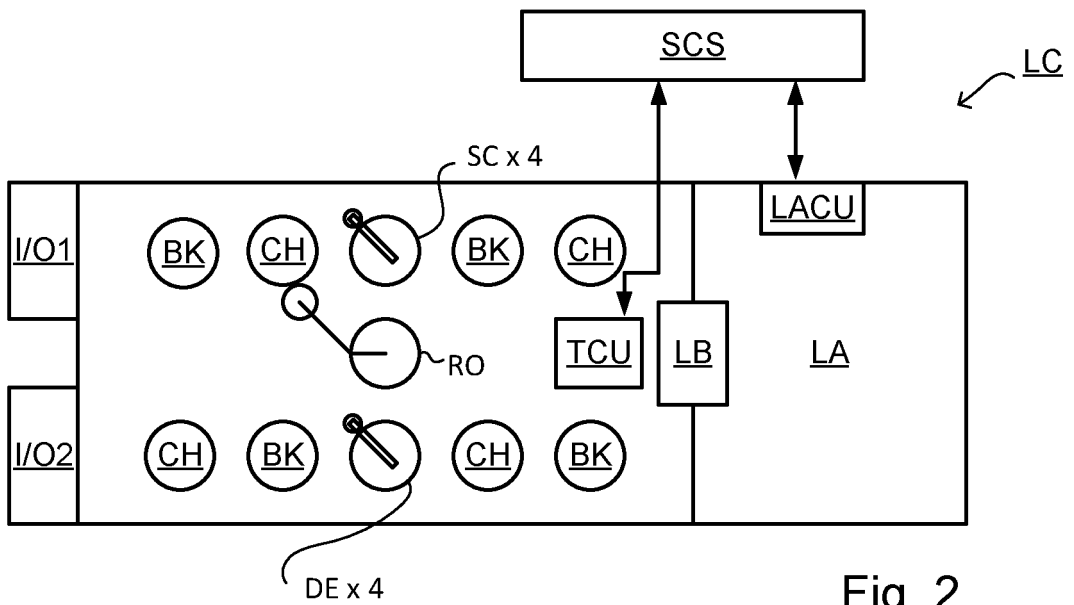 SCS
LC
SC x 4
LACU
I/O1
BK
CH
BK
CH
TCU
LB
LA
RO
I/O2
CH
BK
CH
BK
DE x 4
Fig. 2